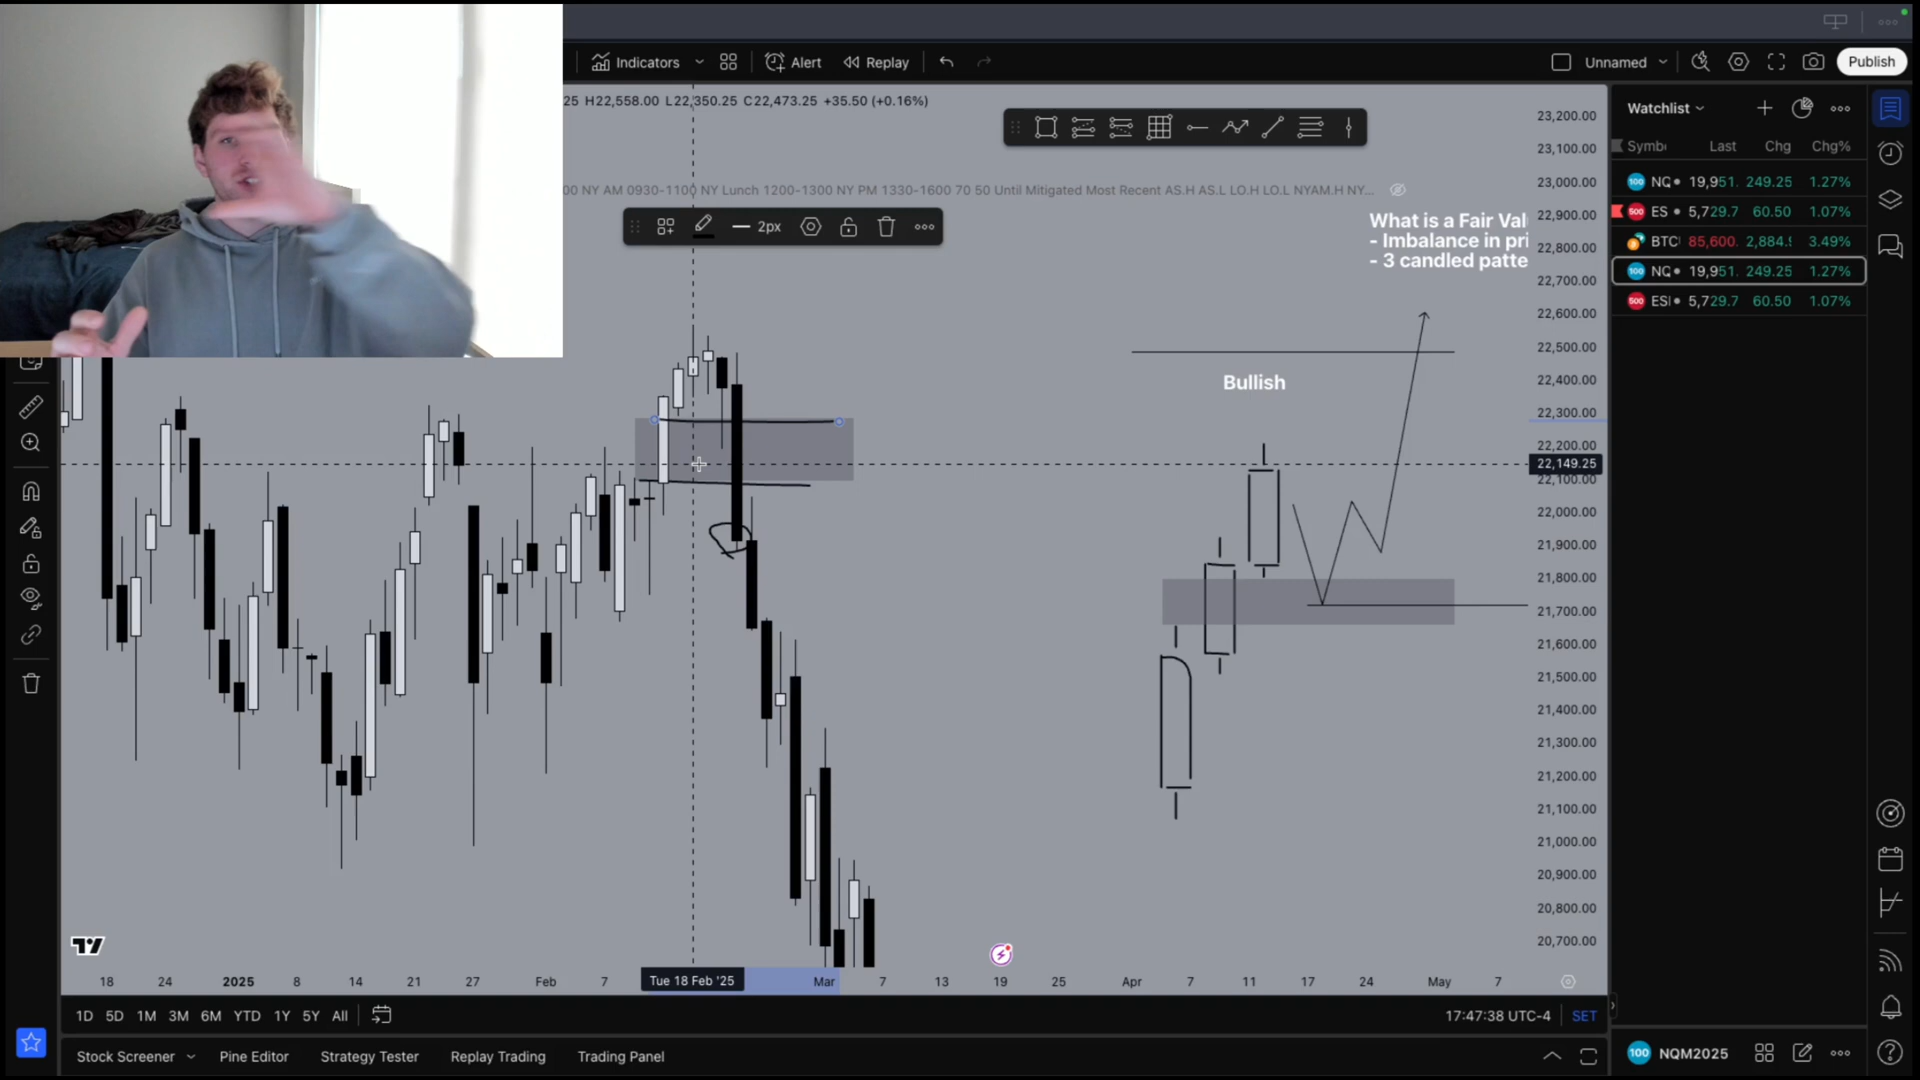 Indicators
Alert
Replay
Unnamed
Publish
25 H22,558.00 L22,350.25 C22,473.25 +35.50 (+0.16%)
00 NY AM 0930-1100 NY Lunch 1200-1300 NY PM 1330-1600 70 50 Until Mitigated Most Recent AS.H AS.L LO.H LO.L NYAM.H NY...
2px
What is a Fair Val
- Imbalance in pri
- 3 candled patte
Bullish
23,200.00
23,100.00
23,000.00
22,900.00
22,800.00
22,700.00
22,600.00
22,500.00
22,400.00
22,300.00
22,200.00
22,149.25
22,100.00
22,000.00
21,900.00
21,800.00
21,700.00
21,600.00
21,500.00
21,400.00
21,300.00
21,200.00
21,100.00
21,000.00
20,900.00
20,800.00
20,700.00
Watchlist
Symb Last Chg Chg%
100 NQ 19,951. 249.25 1.27%
500 ES 5,729.7 60.50 1.07%
BTC 85,600. 2,884. 3.49%
100 NQ 19,951. 249.25 1.27%
500 ES 5,729.7 60.50 1.07%
18 24 2025 8 14 21 27 Feb 7 Tue 18 Feb '25 Mar 7 13 19 25 Apr 7 11 17 24 May 7
1D 5D 1M 3M 6M YTD 1Y 5Y All
17:47:38 UTC-4 SET
Stock Screener Pine Editor Strategy Tester Replay Trading Trading Panel
100 NQM2025